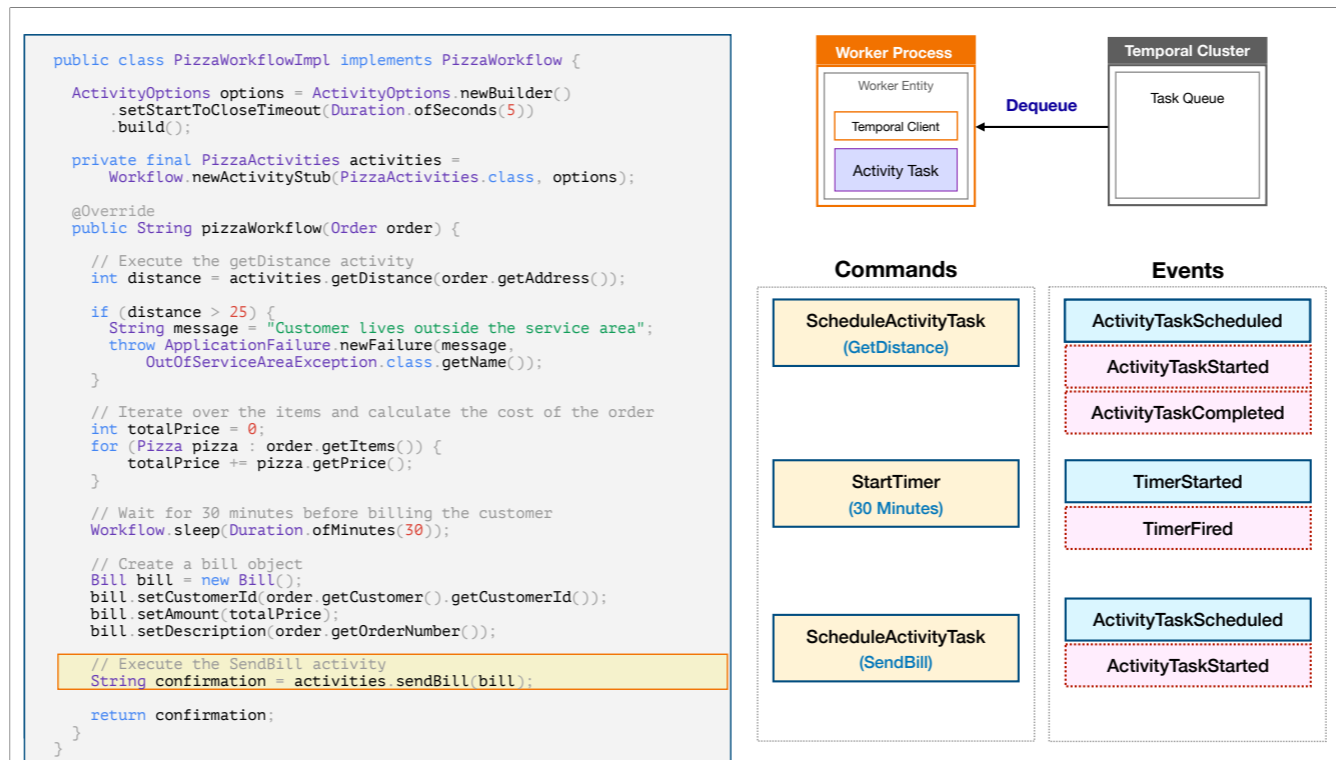 public class PizzaWorkflowImpl implements PizzaWorkflow {
ActivityOptions options = ActivityOptions.newBuilder()
.setStartToCloseTimeout(Duration.ofSeconds(5))
.build();
private final PizzaActivities activities =
Workflow.newActivityStub(PizzaActivities.class, options);
@Override
public String pizzaWorkflow(Order order) {
// Execute the getDistance activity
int distance = activities.getDistance(order.getAddress());
if (distance > 25) {
String message = "Customer lives outside the service area";
throw ApplicationFailure.newFailure(message,
OutOfServiceAreaException.class.getName());
}
// Iterate over the items and calculate the cost of the order
int totalPrice = 0;
for (Pizza pizza : order.getItems()) {
totalPrice += pizza.getPrice();
}
// Wait for 30 minutes before billing the customer
Workflow.sleep(Duration.ofMinutes(30));
// Create a bill object
Bill bill = new Bill();
bill.setCustomerId(order.getCustomer().getCustomerId());
bill.setAmount(totalPrice);
bill.setDescription(order.getOrderNumber());
// Execute the SendBill activity
String confirmation = activities.sendBill(bill);
return confirmation;
}
}
Worker Process
Worker Entity
Temporal Client
Activity Task
Dequeue
Temporal Cluster
Task Queue
Commands
ScheduleActivityTask
(GetDistance)
StartTimer
(30 Minutes)
ScheduleActivityTask
(SendBill)
Events
ActivityTaskScheduled
ActivityTaskStarted
ActivityTaskCompleted
TimerStarted
TimerFired
ActivityTaskScheduled
ActivityTaskStarted